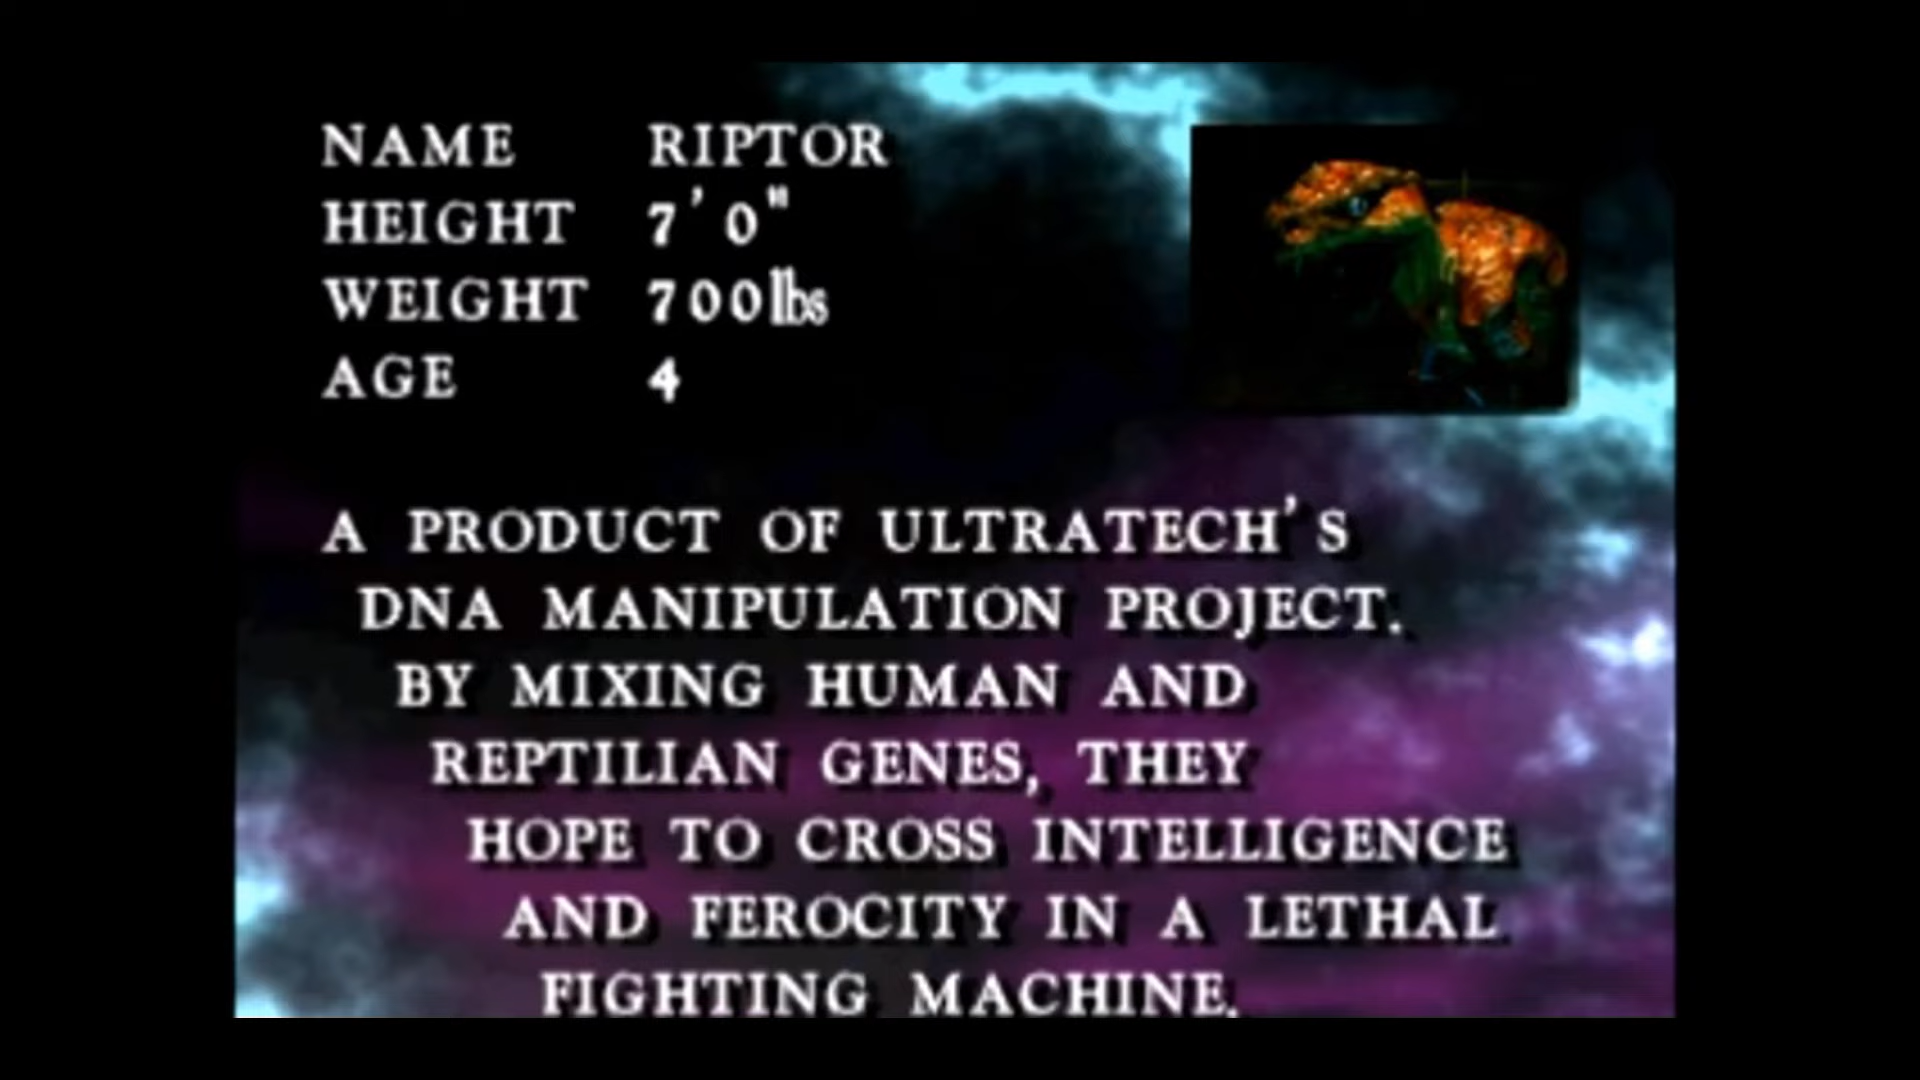 NAME RIPTOR
HEIGHT 7'0"
WEIGHT 700lbs
AGE 4
A PRODUCT OF ULTRATECH'S
DNA MANIPULATION PROJECT.
BY MIXING HUMAN AND
REPTILIAN GENES, THEY
HOPE TO CROSS INTELLIGENCE
AND FEROCITY IN A LETHAL
FIGHTING MACHINE.